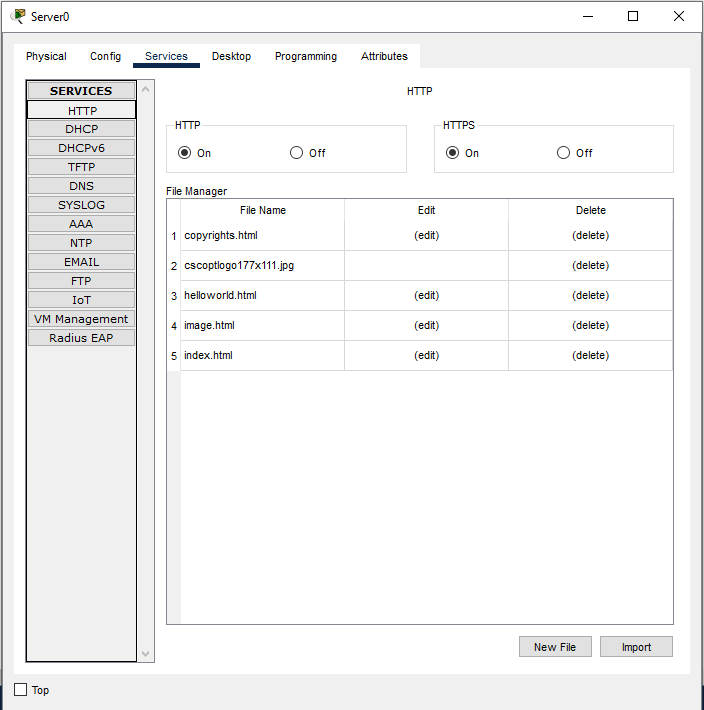 Server0
Physical Config Services Desktop Programming Attributes
SERVICES
HTTP
DHCP
DHCPv6
TFTP
DNS
SYSLOG
AAA
NTP
EMAIL
FTP
IoT
VM Management
Radius EAP
HTTP
HTTP
On Off
HTTPS
On Off
File Manager
File Name Edit Delete
1 copyrights.html (edit) (delete)
2 cscoptlogo177x111.jpg (delete)
3 helloworld.html (edit) (delete)
4 image.html (edit) (delete)
5 index.html (edit) (delete)
New File Import
Top